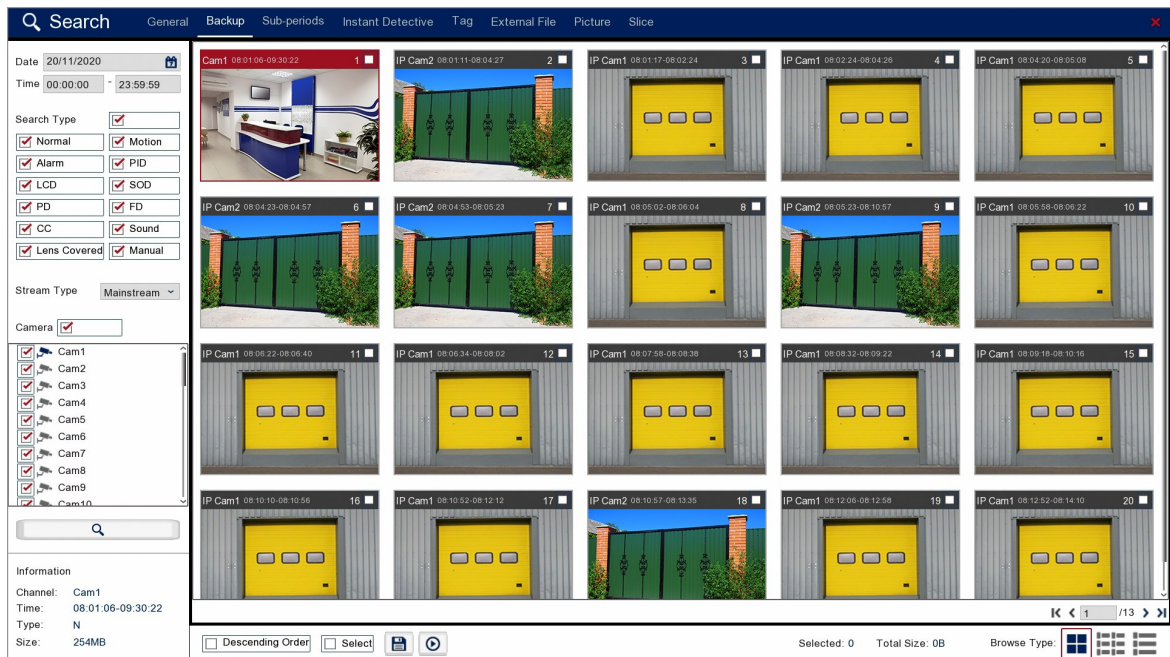 Search General Backup Sub-periods Instant Detective Tag External File Picture Slice
Date 20/11/2020
Time 00:00:00 - 23:59:59
Search Type
Normal Motion
Alarm PID
LCD SOD
PD FD
CC Sound
Lens Covered Manual
Stream Type Mainstream
Camera
Cam1
Cam2
Cam3
Cam4
Cam5
Cam6
Cam7
Cam8
Cam9
Cam10
Information
Channel: Cam1
Time: 08:01:06-09:30:22
Type: N
Size: 254MB
Cam1 08:01:06-09:30:22 1
IP Cam2 08:01:11-08:04:27 2
IP Cam1 08:01:17-08:02:24 3
IP Cam1 08:02:24-08:04:26 4
IP Cam1 08:04:20-08:05:08 5
IP Cam2 08:04:23-08:04:57 6
IP Cam2 08:04:53-08:05:23 7
IP Cam1 08:05:02-08:06:04 8
IP Cam2 08:05:23-08:10:57 9
IP Cam1 08:05:58-08:06:22 10
IP Cam1 08:06:22-08:06:40 11
IP Cam1 08:06:34-08:08:02 12
IP Cam1 08:07:58-08:08:38 13
IP Cam1 08:08:32-08:09:22 14
IP Cam1 08:09:18-08:10:16 15
IP Cam1 08:10:10-08:10:56 16
IP Cam1 08:10:52-08:12:12 17
IP Cam2 08:10:57-08:13:35 18
IP Cam1 08:12:06-08:12:58 19
IP Cam1 08:12:52-08:14:10 20
1 /13
Descending Order Select Selected: 0 Total Size: 0B Browse Type: